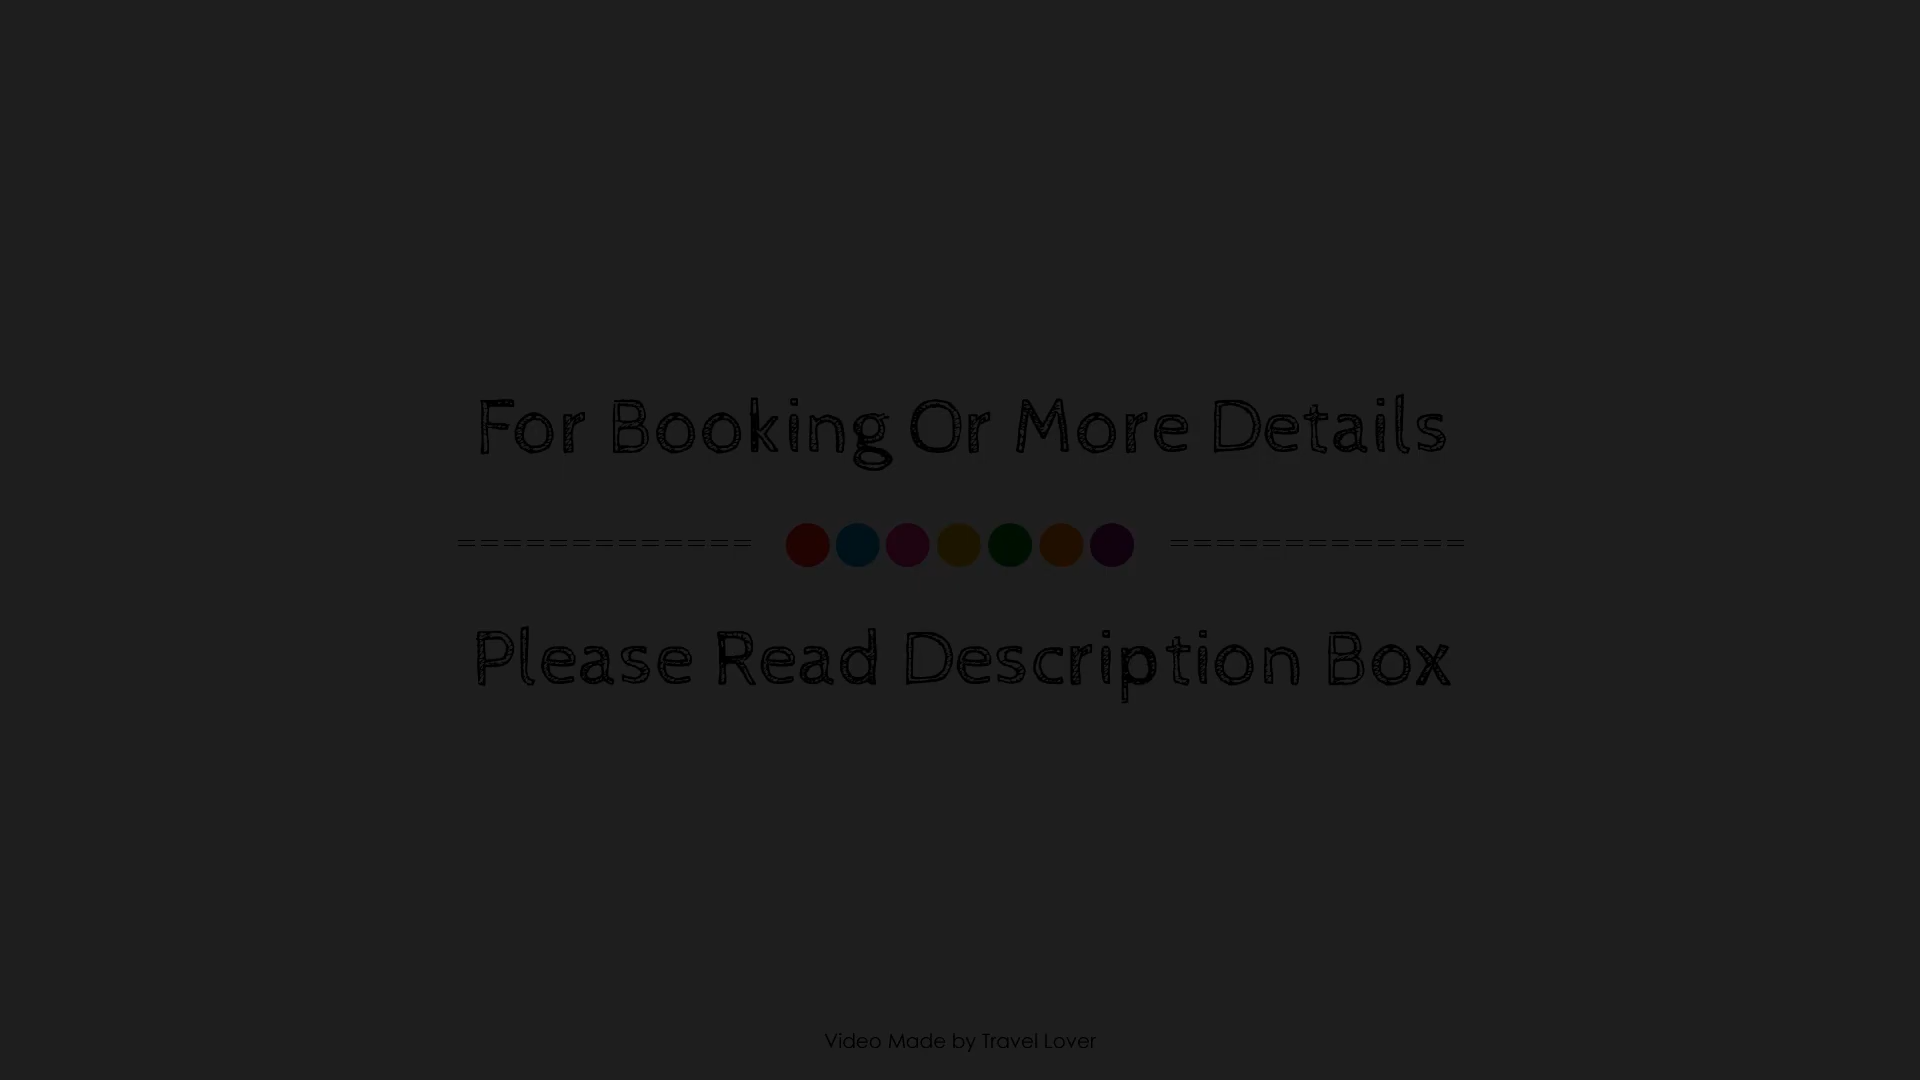 For Booking Or More Details
============= =============
Please Read Description Box
Video Made by Travel Lover